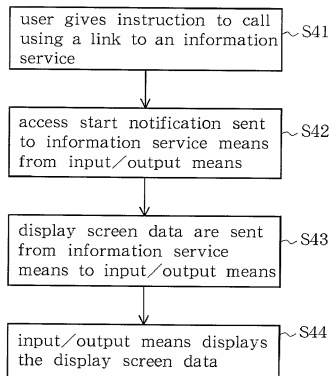 user gives instruction to call
using a link to an information
service
S41
access start notification sent
to information service means
from input/output means
S42
display screen data are sent
from information service
means to input/output means
S43
input/output means displays
the display screen data
S44